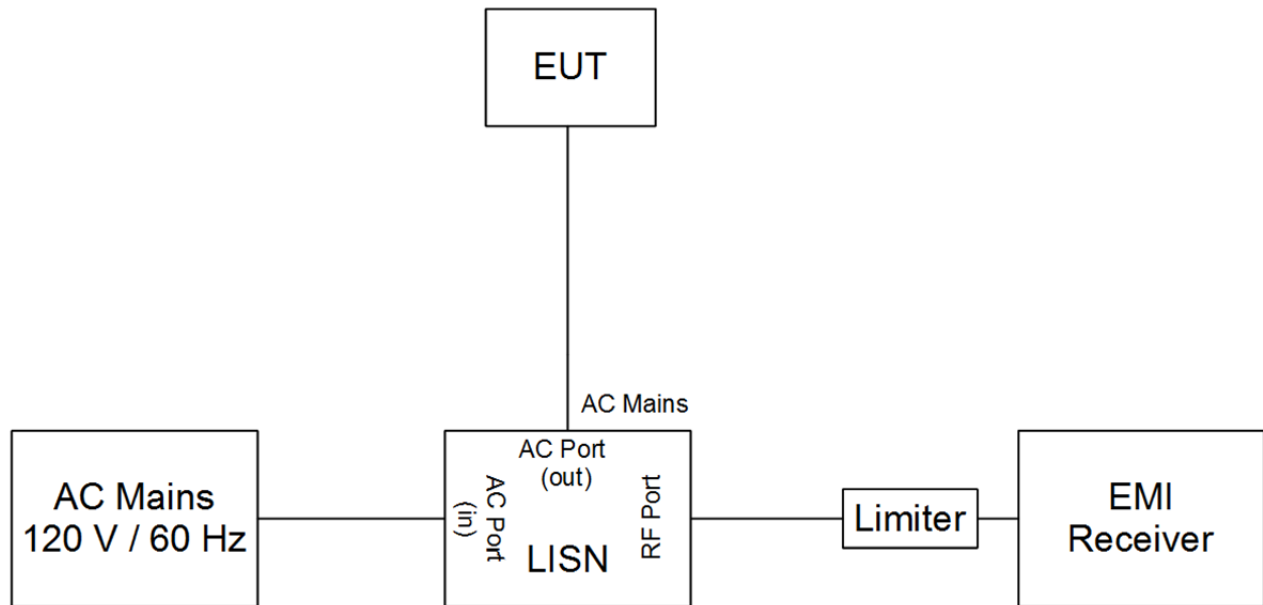 EUT
AC Mains
AC Mains
120 V / 60 Hz
AC Port
(in)
AC Port
(out)
RF Port
LISN
Limiter
EMI
Receiver